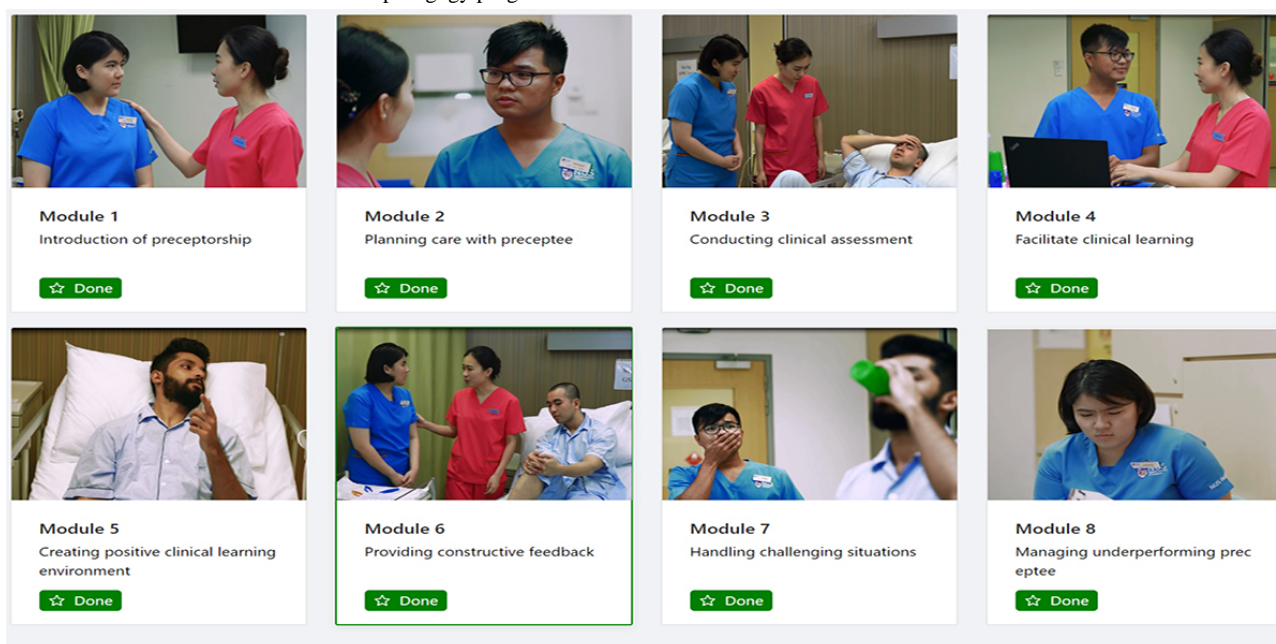 Module 1
Introduction of preceptorship
Done
Module 2
Planning care with preceptee
Done
Module 3
Conducting clinical assessment
Done
Module 4
Facilitate clinical learning
Done
Module 5
Creating positive clinical learning
environment
Done
Module 6
Providing constructive feedback
Done
Module 7
Handling challenging situations
Done
Module 8
Managing underperforming prec
eptee
Done